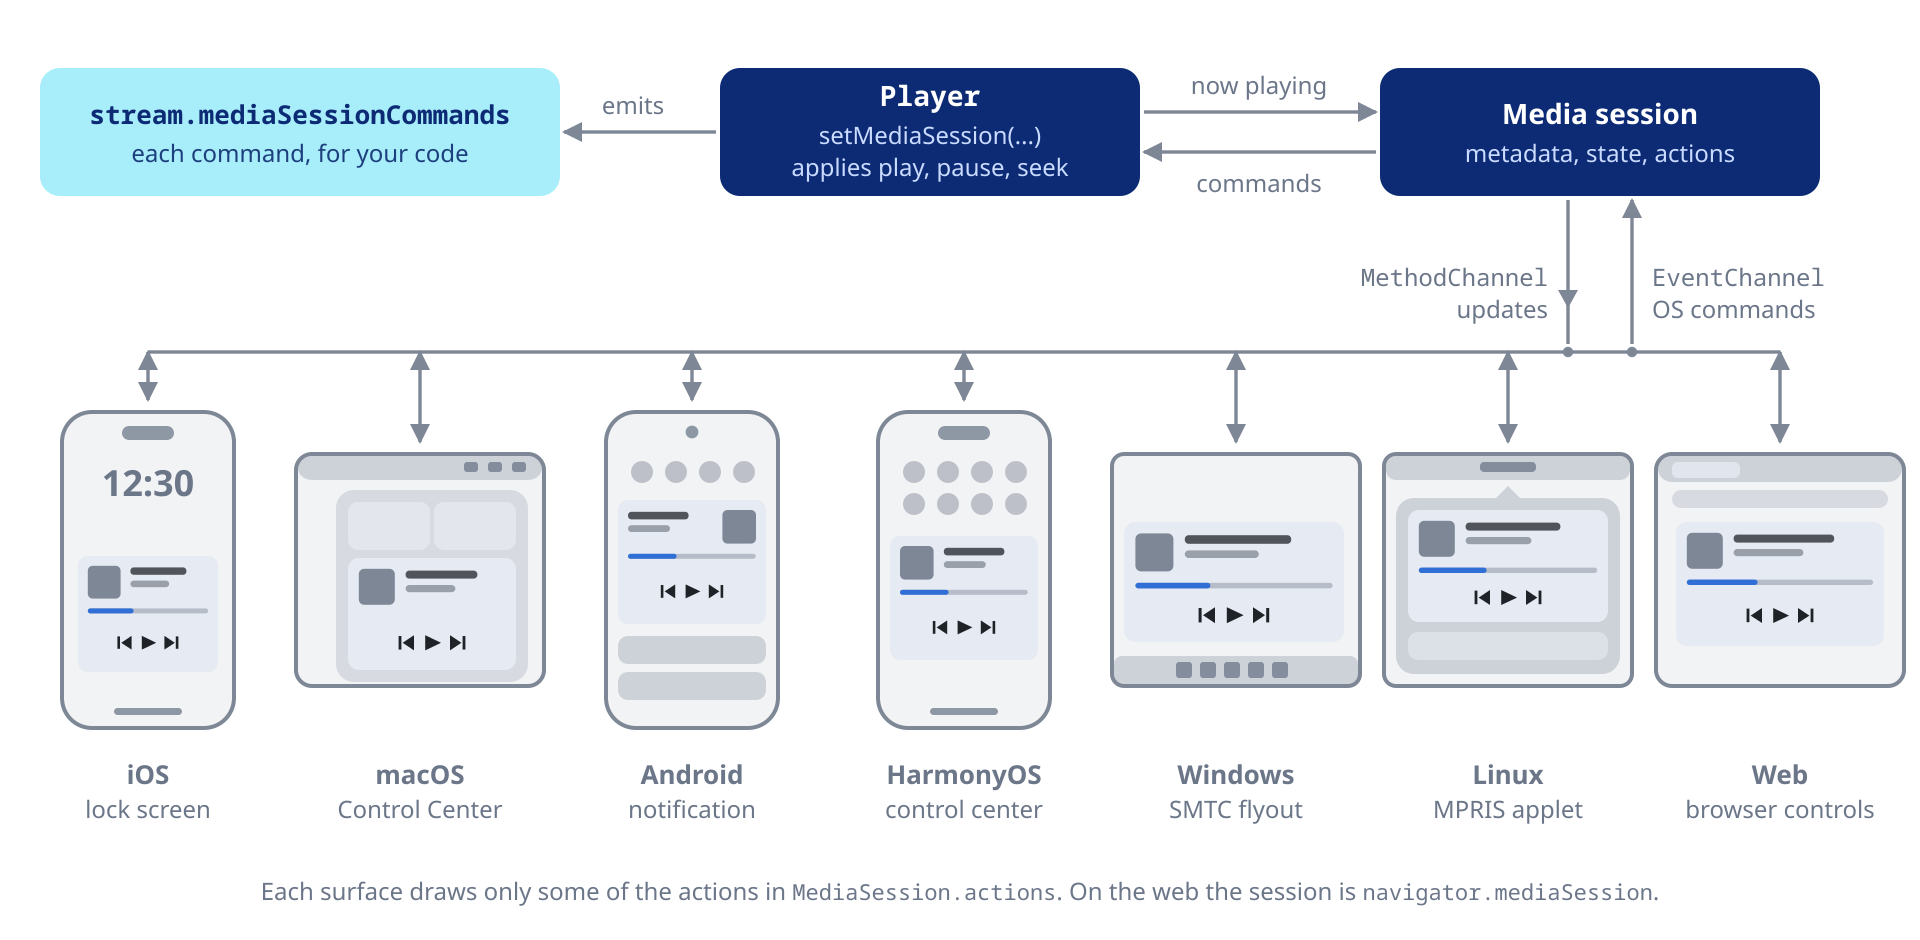 stream.mediaSessionCommands
each command, for your code
emits
Player
setMediaSession(...)
applies play, pause, seek
now playing
commands
Media session
metadata, state, actions
MethodChannel
updates
EventChannel
OS commands
12:30
iOS
lock screen
macOS
Control Center
Android
notification
HarmonyOS
control center
Windows
SMTC flyout
Linux
MPRIS applet
Web
browser controls
Each surface draws only some of the actions in MediaSession.actions. On the web the session is navigator.mediaSession.